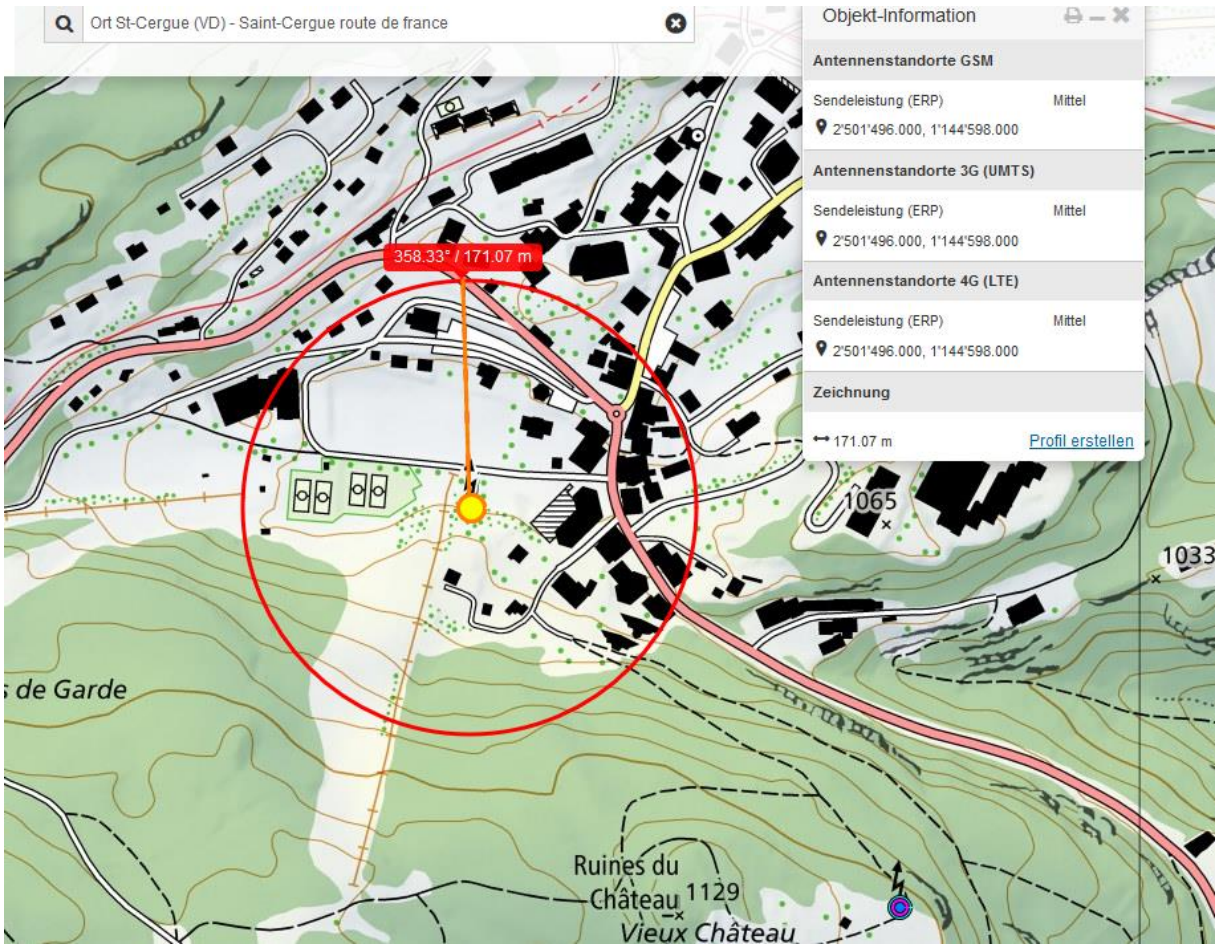 Ort St-Cergue (VD) - Saint-Cergue route de france
Objekt-Information
Antennenstandorte GSM
Sendeleistung (ERP) Mittel
2'501'496.000, 1'144'598.000
Antennenstandorte 3G (UMTS)
Sendeleistung (ERP) Mittel
2'501'496.000, 1'144'598.000
Antennenstandorte 4G (LTE)
Sendeleistung (ERP) Mittel
2'501'496.000, 1'144'598.000
Zeichnung
171.07 m Profil erstellen
358.33° / 171.07 m
1065
1033
s de Garde
Ruines du
Château 1129
Vieux Château